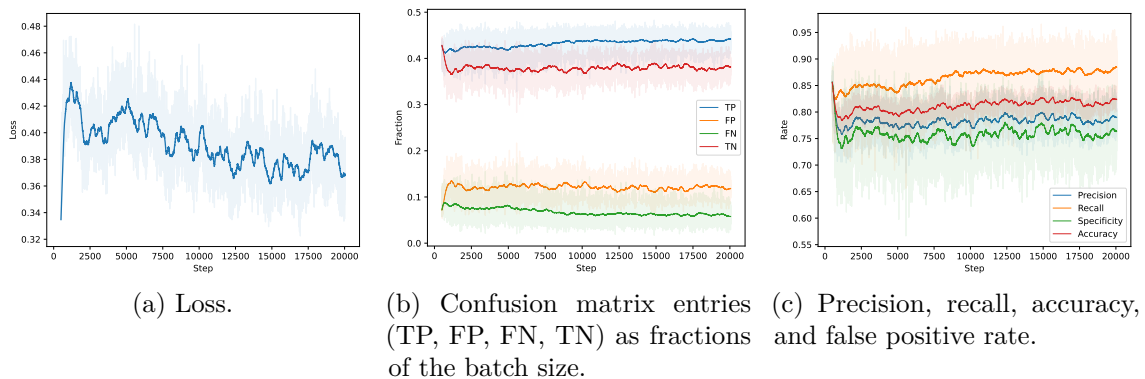 0.48
0.46
0.44
0.42
0.40
0.38
0.36
0.34
0.32
Loss
0 2500 5000 7500 10000 12500 15000 17500 20000
Step
(a) Loss.
0.5
0.4
0.3
0.2
0.1
0.0
Fraction
TP
FP
FN
TN
0 2500 5000 7500 10000 12500 15000 17500 20000
Step
(b) Confusion matrix entries
(TP, FP, FN, TN) as fractions
of the batch size.
0.95
0.90
0.85
0.80
0.75
0.70
0.65
0.60
0.55
Rate
Precision
Recall
Specificity
Accuracy
0 2500 5000 7500 10000 12500 15000 17500 20000
Step
(c) Precision, recall, accuracy,
and false positive rate.